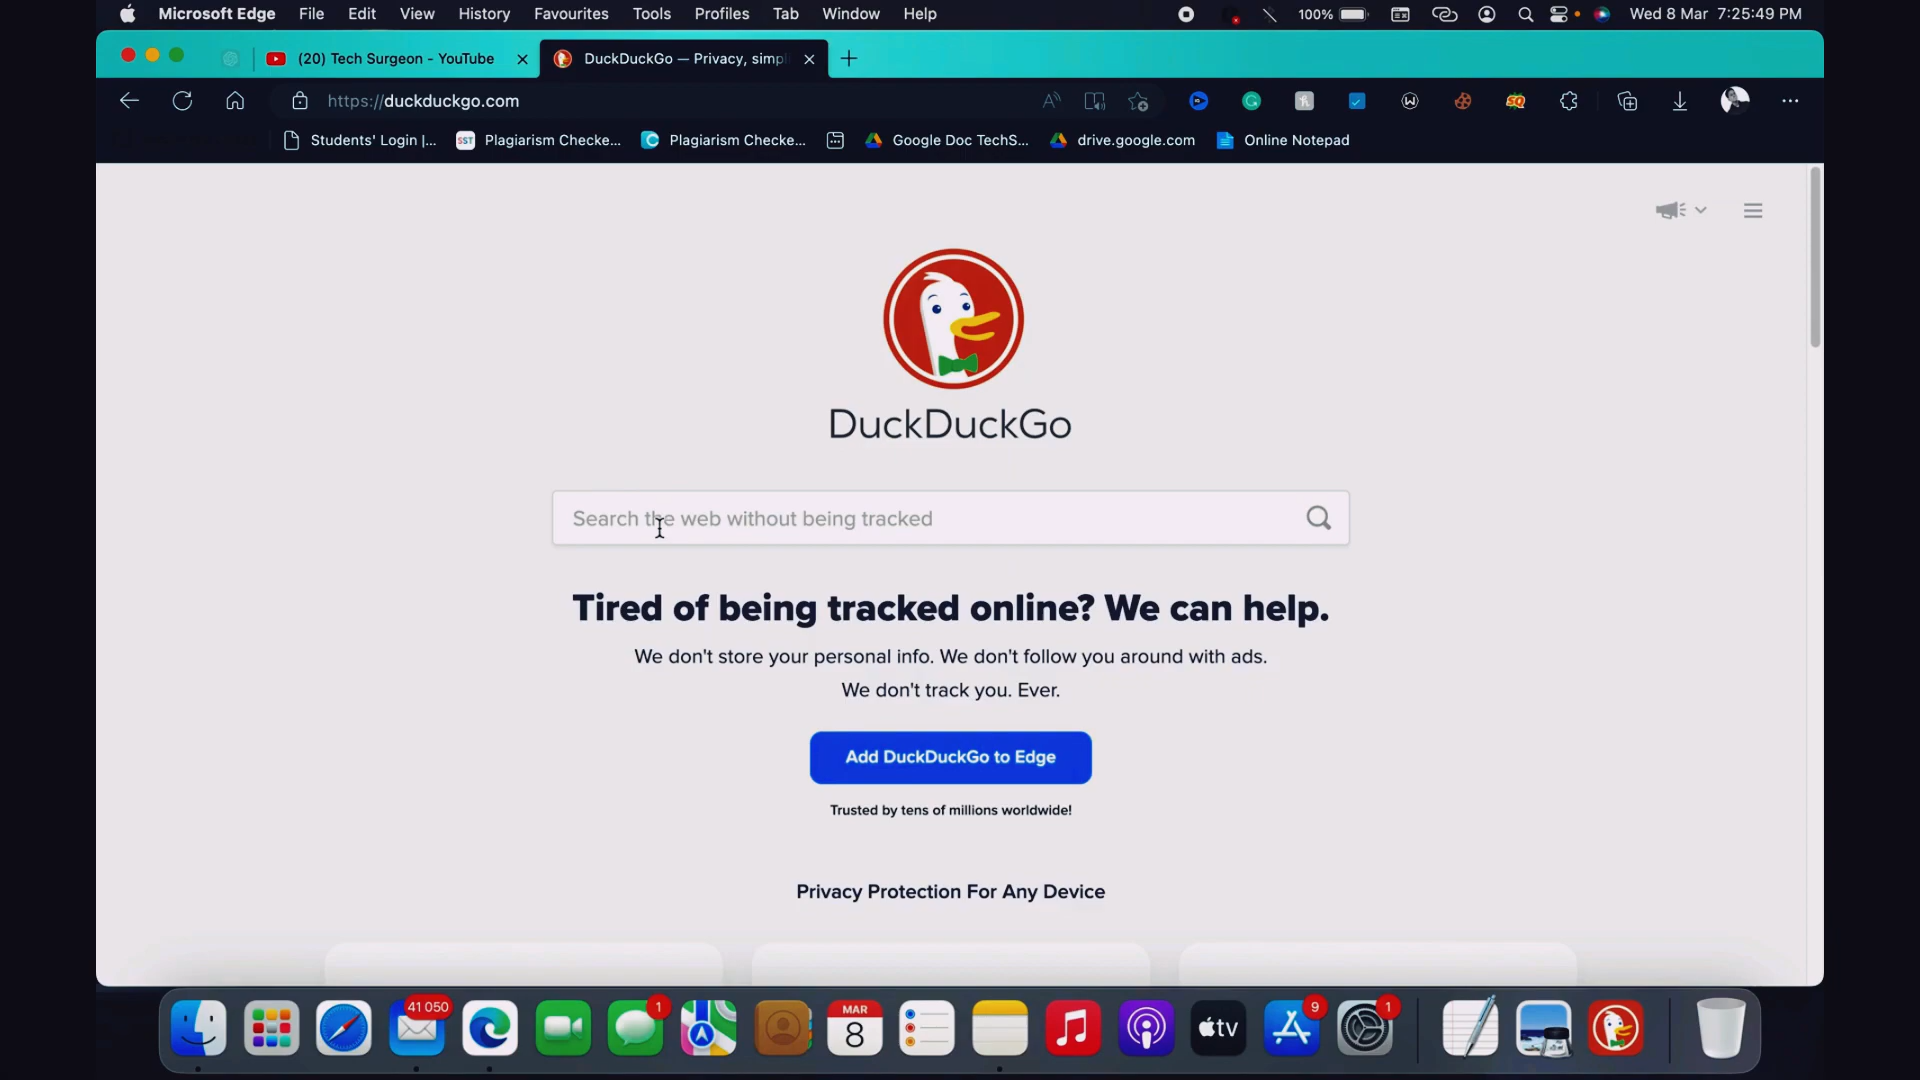 Microsoft Edge File Edit View History Favourites Tools Profiles Tab Window Help 100% Wed 8 Mar 7:25:49 PM
(20) Tech Surgeon - YouTube DuckDuckGo — Privacy, simpl
https://duckduckgo.com
Students' Login |... SST Plagiarism Checke... Plagiarism Checke... Google Doc TechS... drive.google.com Online Notepad
DuckDuckGo
Search the web without being tracked
Tired of being tracked online? We can help.
We don't store your personal info. We don't follow you around with ads.
We don't track you. Ever.
Add DuckDuckGo to Edge
Trusted by tens of millions worldwide!
Privacy Protection For Any Device
41 050 1 MAR 8 tv 9 1